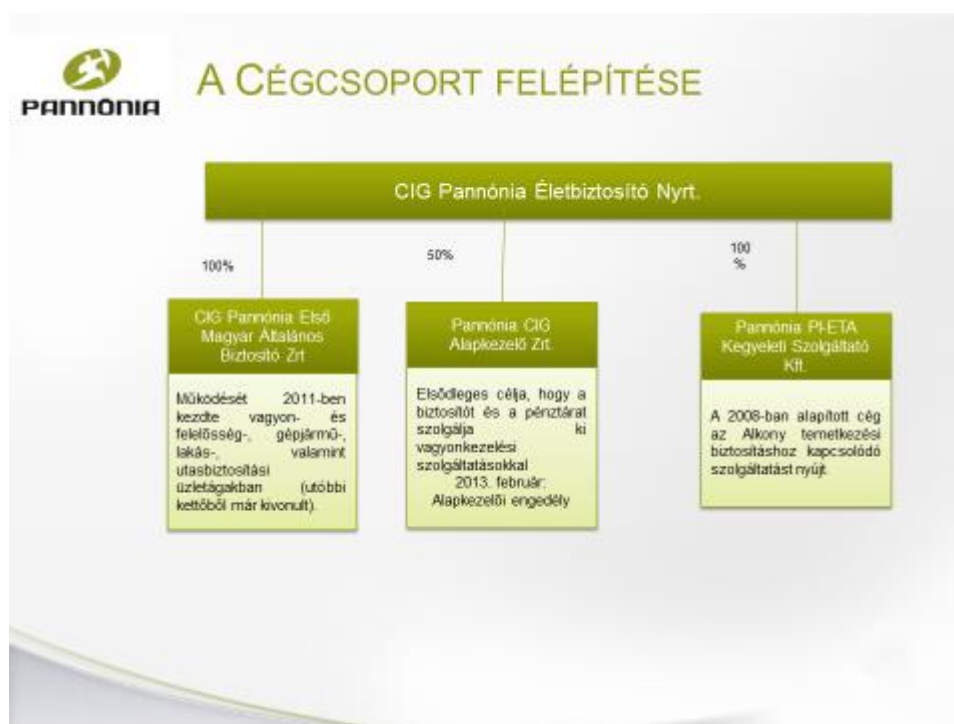 PANNÓNIA
A CÉGCSOPORT FELÉPÍTÉSE
CIG Pannónia Életbiztosító Nyrt.
100%
50%
100
%
CIG Pannónia Első
Magyar Általános
Biztosító Zrt
Működését 2011-ben
kezdte vagyon- és
felelősség-, gépjármű-,
lakás-, valamint
utasbiztosítási
üzletágakban (utóbbi
kettőből már kivonult).
Pannónia CIG
Alapkezelő Zrt.
Elsődleges célja, hogy a
biztosítót és a pénztárat
szolgálja ki
vagyonkezelési
szolgáltatásokkal
2013. február:
Alapkezelői engedély
Pannónia PI-ETA
Kegyeleti Szolgáltató
Kft.
A 2008-ban alapított cég
az Alkony temetkezési
biztosításhoz kapcsolódó
szolgáltatást nyújt.